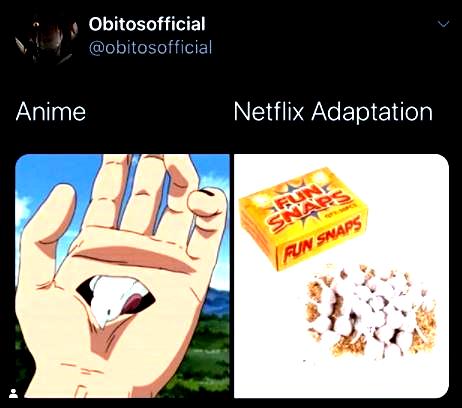 Obitosofficial
@obitosofficial
Anime
Netflix Adaptation
FUN
SNAPS
FUN SNAPS